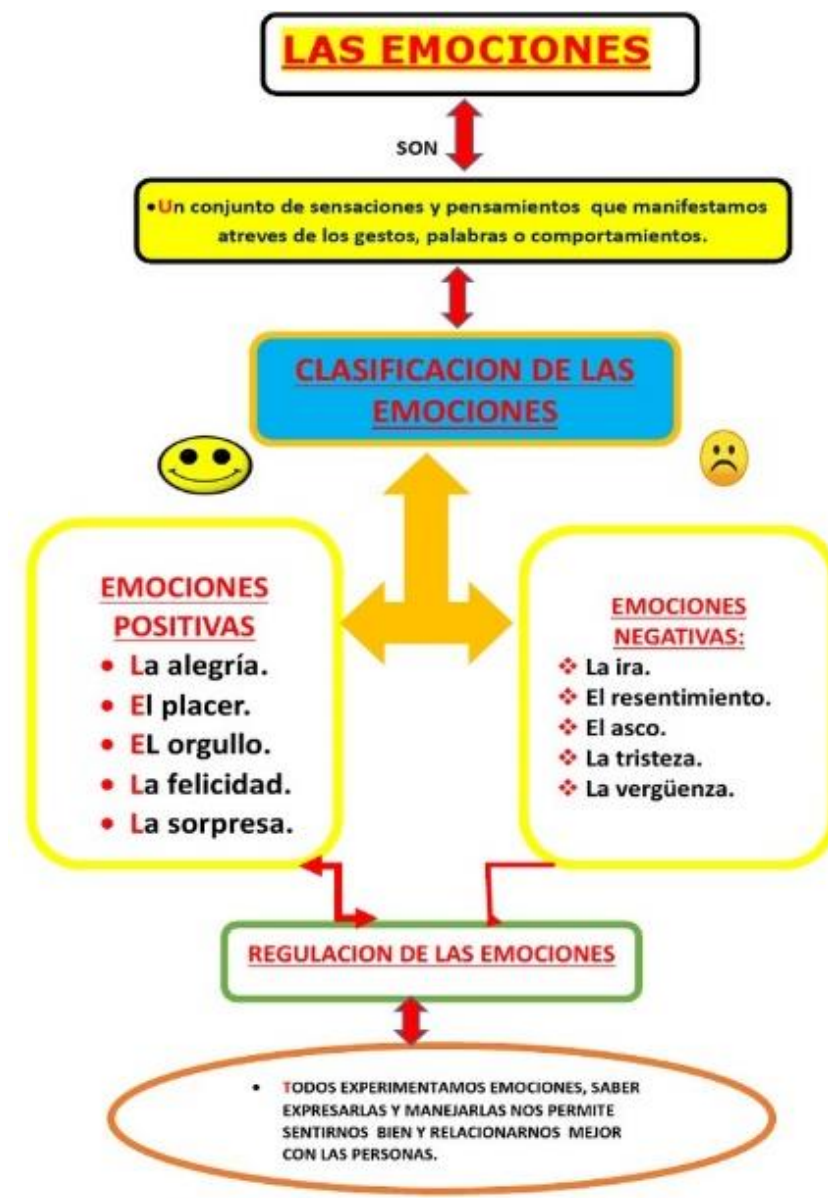 LAS EMOCIONES
SON
•Un conjunto de sensaciones y pensamientos que manifestamos
atreves de los gestos, palabras o comportamientos.
CLASIFICACION DE LAS
EMOCIONES
EMOCIONES
POSITIVAS
• La alegría.
• El placer.
• EL orgullo.
• La felicidad.
• La sorpresa.
EMOCIONES
NEGATIVAS:
❖ La ira.
❖ El resentimiento.
❖ El asco.
❖ La tristeza.
❖ La vergüenza.
REGULACION DE LAS EMOCIONES
• TODOS EXPERIMENTAMOS EMOCIONES, SABER
EXPRESARLAS Y MANEJARLAS NOS PERMITE
SENTIRNOS BIEN Y RELACIONARNOS MEJOR
CON LAS PERSONAS.